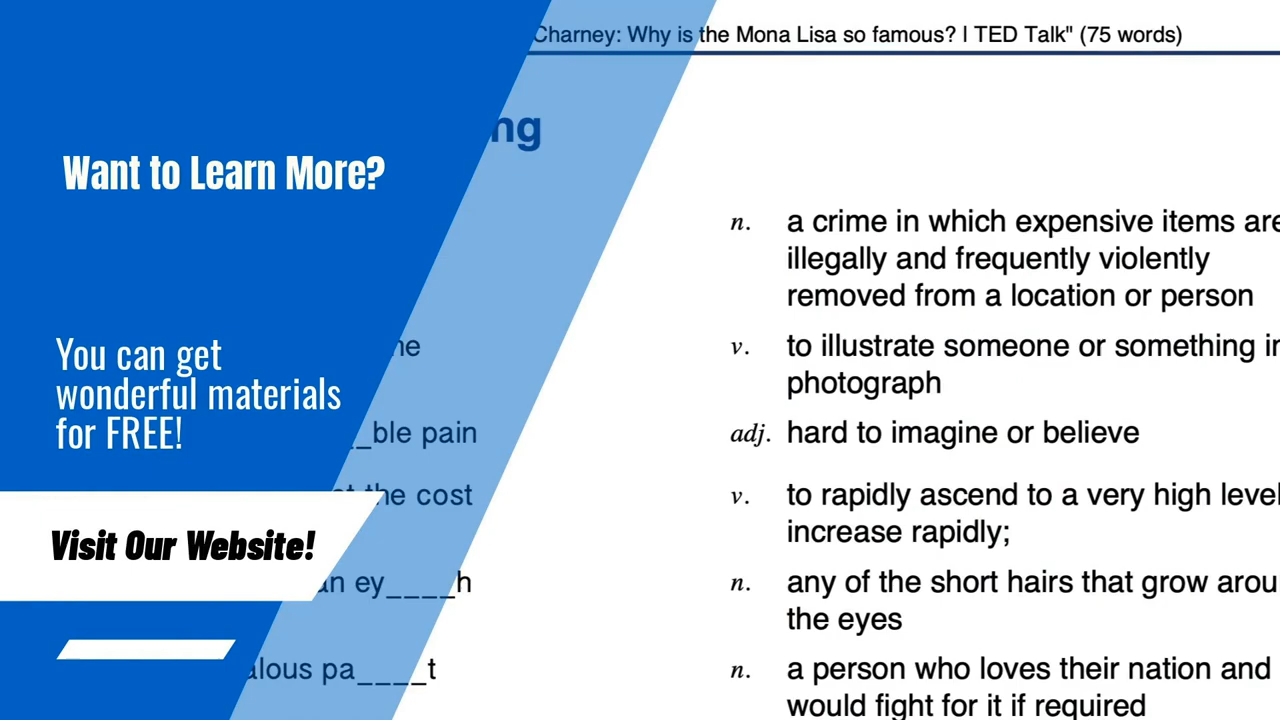 Charney: Why is the Mona Lisa so famous? | TED Talk" (75 words)
Want to Learn More?
You can get
wonderful materials
for FREE!
Visit Our Website!
n. a crime in which expensive items are
illegally and frequently violently
removed from a location or person
v. to illustrate someone or something in
photograph
__ble pain
adj. hard to imagine or believe
the cost
v. to rapidly ascend to a very high level
increase rapidly;
an ey____h
n. any of the short hairs that grow
the eyes
alous pa____t
n. a person who loves their nation and
would fight for it if required